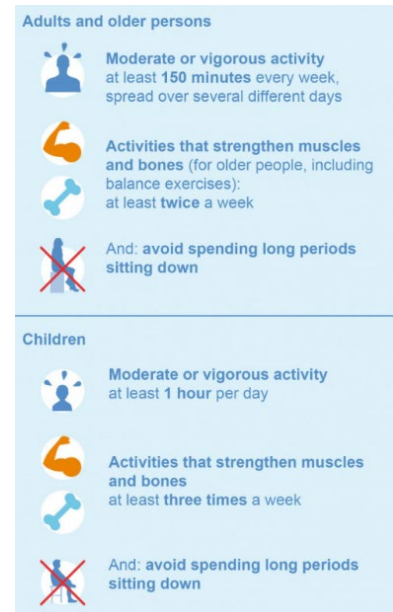 Adults and older persons
Moderate or vigorous activity
at least 150 minutes every week,
spread over several different days
Activities that strengthen muscles
and bones (for older people, including
balance exercises):
at least twice a week
And: avoid spending long periods
sitting down
Children
Moderate or vigorous activity
at least 1 hour per day
Activities that strengthen muscles
and bones
at least three times a week
And: avoid spending long periods
sitting down